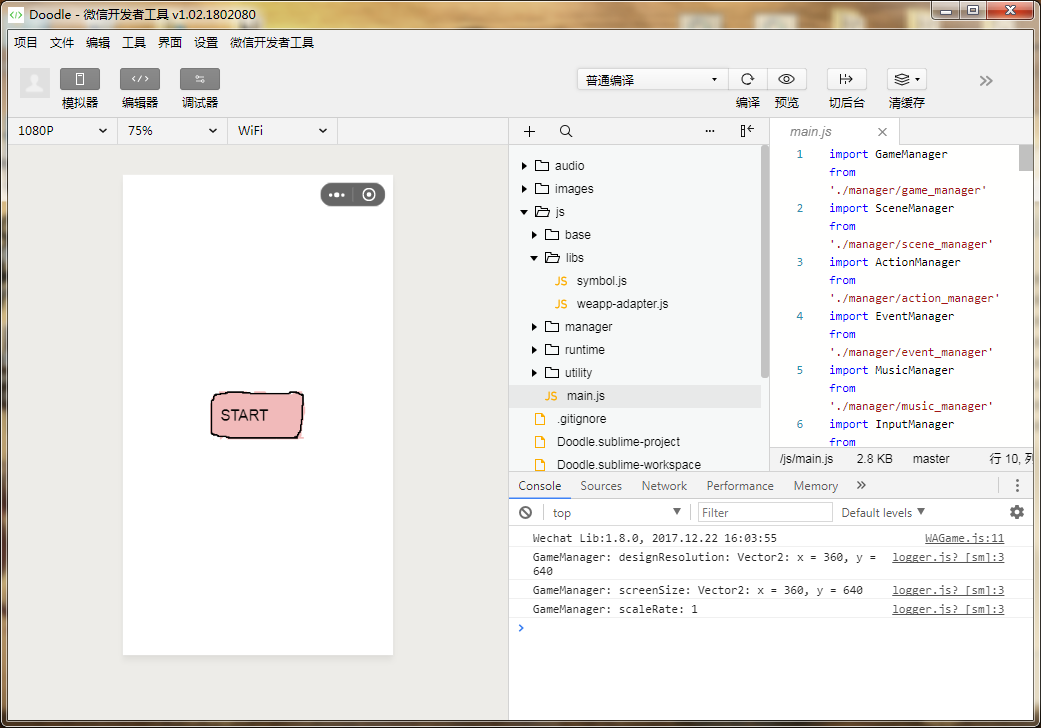 Doodle - 微信开发者工具 v1.02.1802080
项目 文件 编辑 工具 界面 设置 微信开发者工具
模拟器 编辑器 调试器
普通编译
编译 预览 切后台 清缓存
1080P 75% WiFi
START
audio
images
js
base
libs
JS symbol.js
JS weapp-adapter.js
manager
runtime
utility
JS main.js
.gitignore
Doodle.sublime-project
Doodle.sublime-workspace
main.js
1 import GameManager
from
'./manager/game_manager'
2 import SceneManager
from
'./manager/scene_manager'
3 import ActionManager
from
'./manager/action_manager'
4 import EventManager
from
'./manager/event_manager'
5 import MusicManager
from
'./manager/music_manager'
6 import InputManager
from
/js/main.js 2.8 KB master 行 10, 列
Console Sources Network Performance Memory
top Filter Default levels
Wechat Lib:1.8.0, 2017.12.22 16:03:55 WAGame.js:11
GameManager: designResolution: Vector2: x = 360, y = logger.js? [sm]:3
640
GameManager: screenSize: Vector2: x = 360, y = 640 logger.js? [sm]:3
GameManager: scaleRate: 1 logger.js? [sm]:3